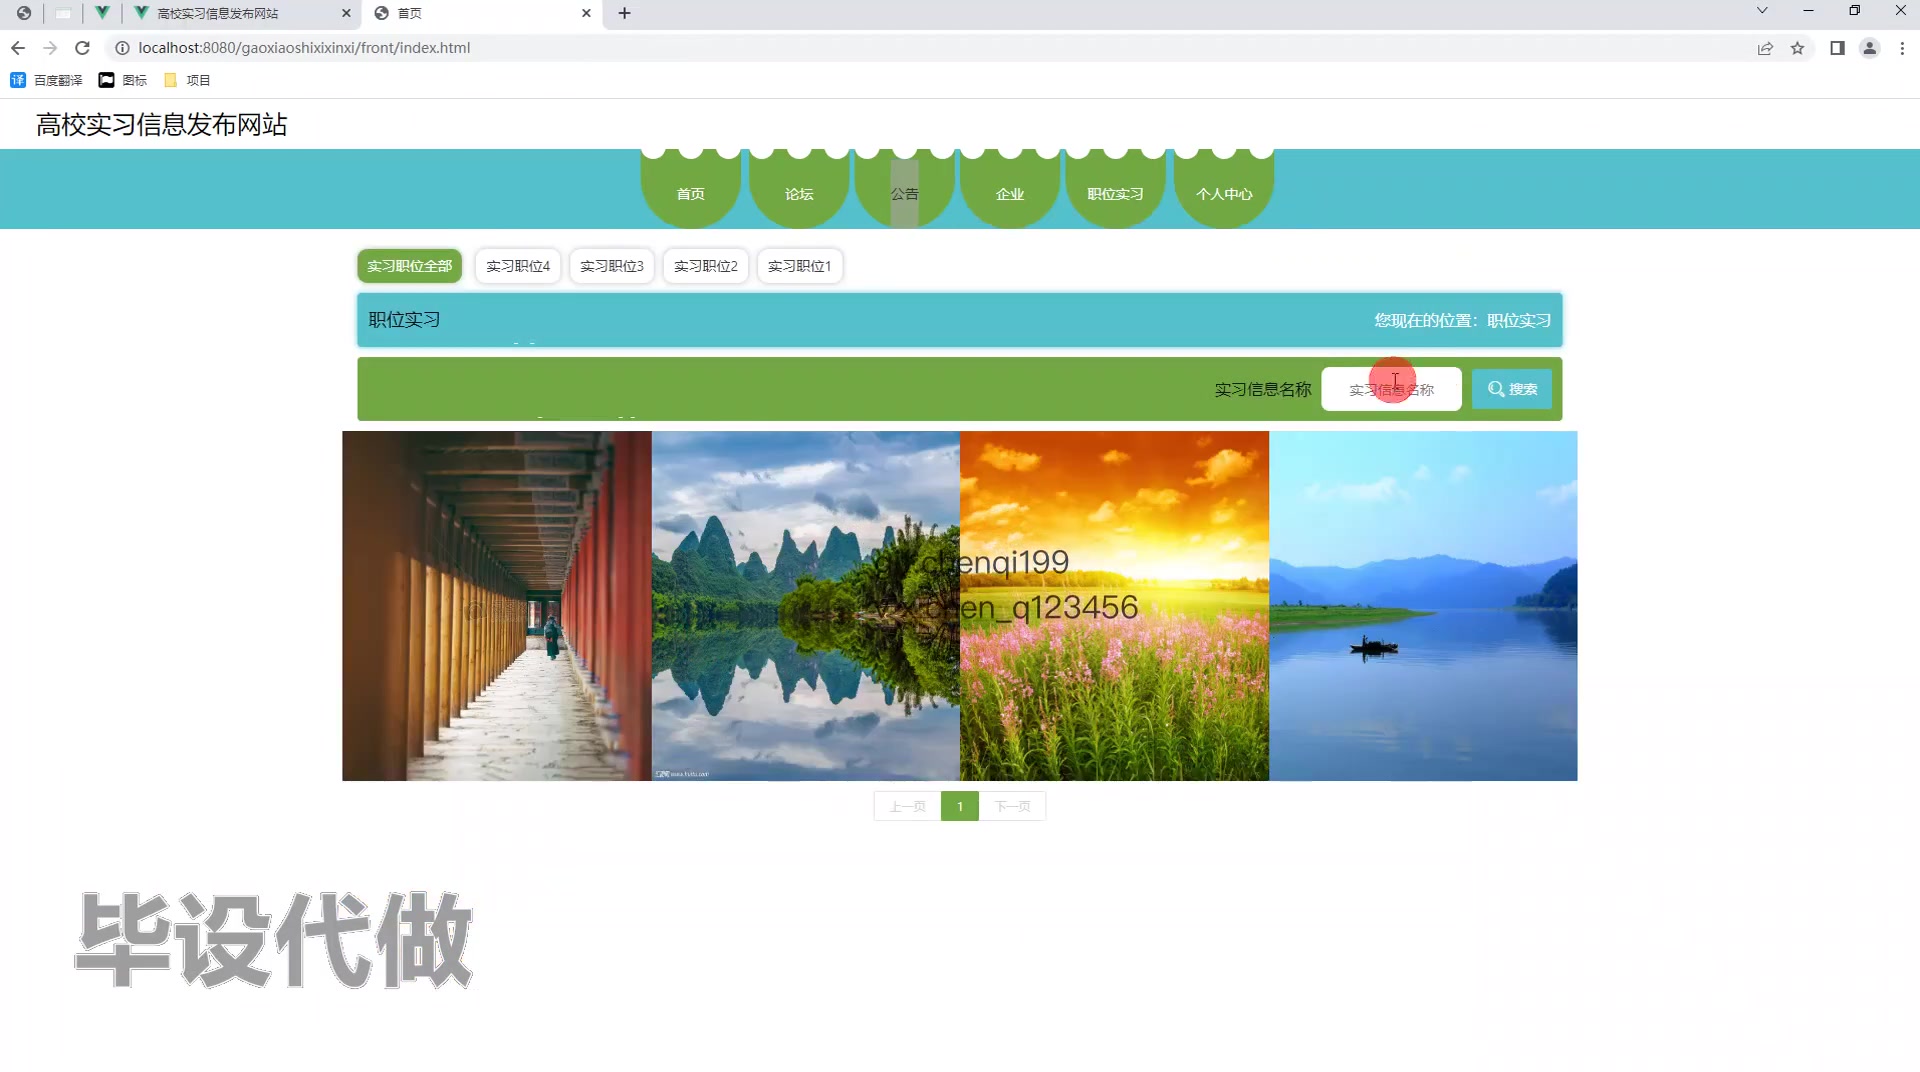 高校实习信息发布网站
首页
localhost:8080/gaoxiaoshixixinxi/front/index.html
百度翻译
图标
项目
高校实习信息发布网站
首页
论坛
公告
企业
职位实习
个人中心
实习职位全部
实习职位4
实习职位3
实习职位2
实习职位1
职位实习
您现在的位置：职位实习
实习信息名称
实习信息名称
搜索
chenqi199
chen_q123456
上一页
1
下一页
毕设代做